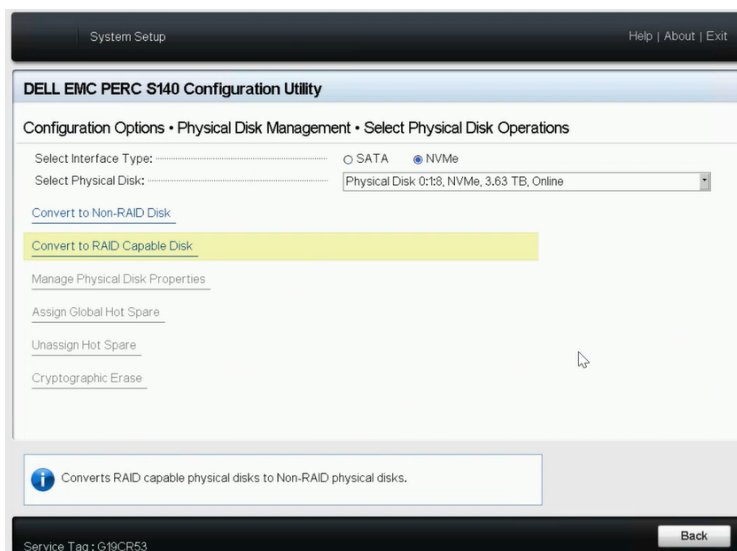 System Setup
Help | About | Exit
DELL EMC PERC S140 Configuration Utility
Configuration Options • Physical Disk Management • Select Physical Disk Operations
Select Interface Type: SATA NVMe
Select Physical Disk: Physical Disk 0:1:8, NVMe, 3.63 TB, Online
Convert to Non-RAID Disk
Convert to RAID Capable Disk
Manage Physical Disk Properties
Assign Global Hot Spare
Unassign Hot Spare
Cryptographic Erase
Converts RAID capable physical disks to Non-RAID physical disks.
Service Tag : G19CR53
Back